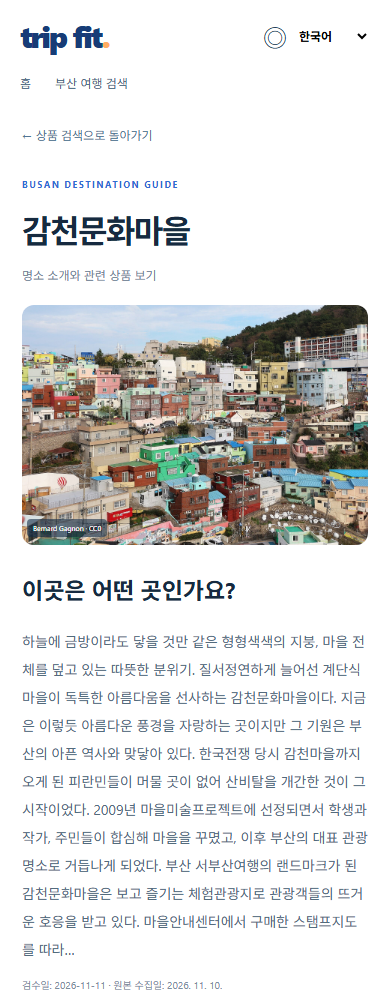 trip fit.
한국어
홈 부산 여행 검색
← 상품 검색으로 돌아가기
BUSAN DESTINATION GUIDE
감천문화마을
명소 소개와 관련 상품 보기
Bernard Gagnon · CC0
이곳은 어떤 곳인가요?
하늘에 금방이라도 닿을 것만 같은 형형색색의 지붕, 마을 전
체를 덮고 있는 따뜻한 분위기. 질서정연하게 늘어선 계단식
마을이 독특한 아름다움을 선사하는 감천문화마을이다. 지금
은 이렇듯 아름다운 풍경을 자랑하는 곳이지만 그 기원은 부
산의 아픈 역사와 맞닿아 있다. 한국전쟁 당시 감천마을까지
오게 된 피란민들이 머물 곳이 없어 산비탈을 개간한 것이 그
시작이었다. 2009년 마을미술프로젝트에 선정되면서 학생과
작가, 주민들이 합심해 마을을 꾸몄고, 이후 부산의 대표 관광
명소로 거듭나게 되었다. 부산 서부산여행의 랜드마크가 된
감천문화마을은 보고 즐기는 체험관광지로 관광객들의 뜨거
운 호응을 받고 있다. 마을안내센터에서 구매한 스탬프지도
를 따라...
검수일: 2026-11-11 · 원본 수집일: 2026. 11. 10.